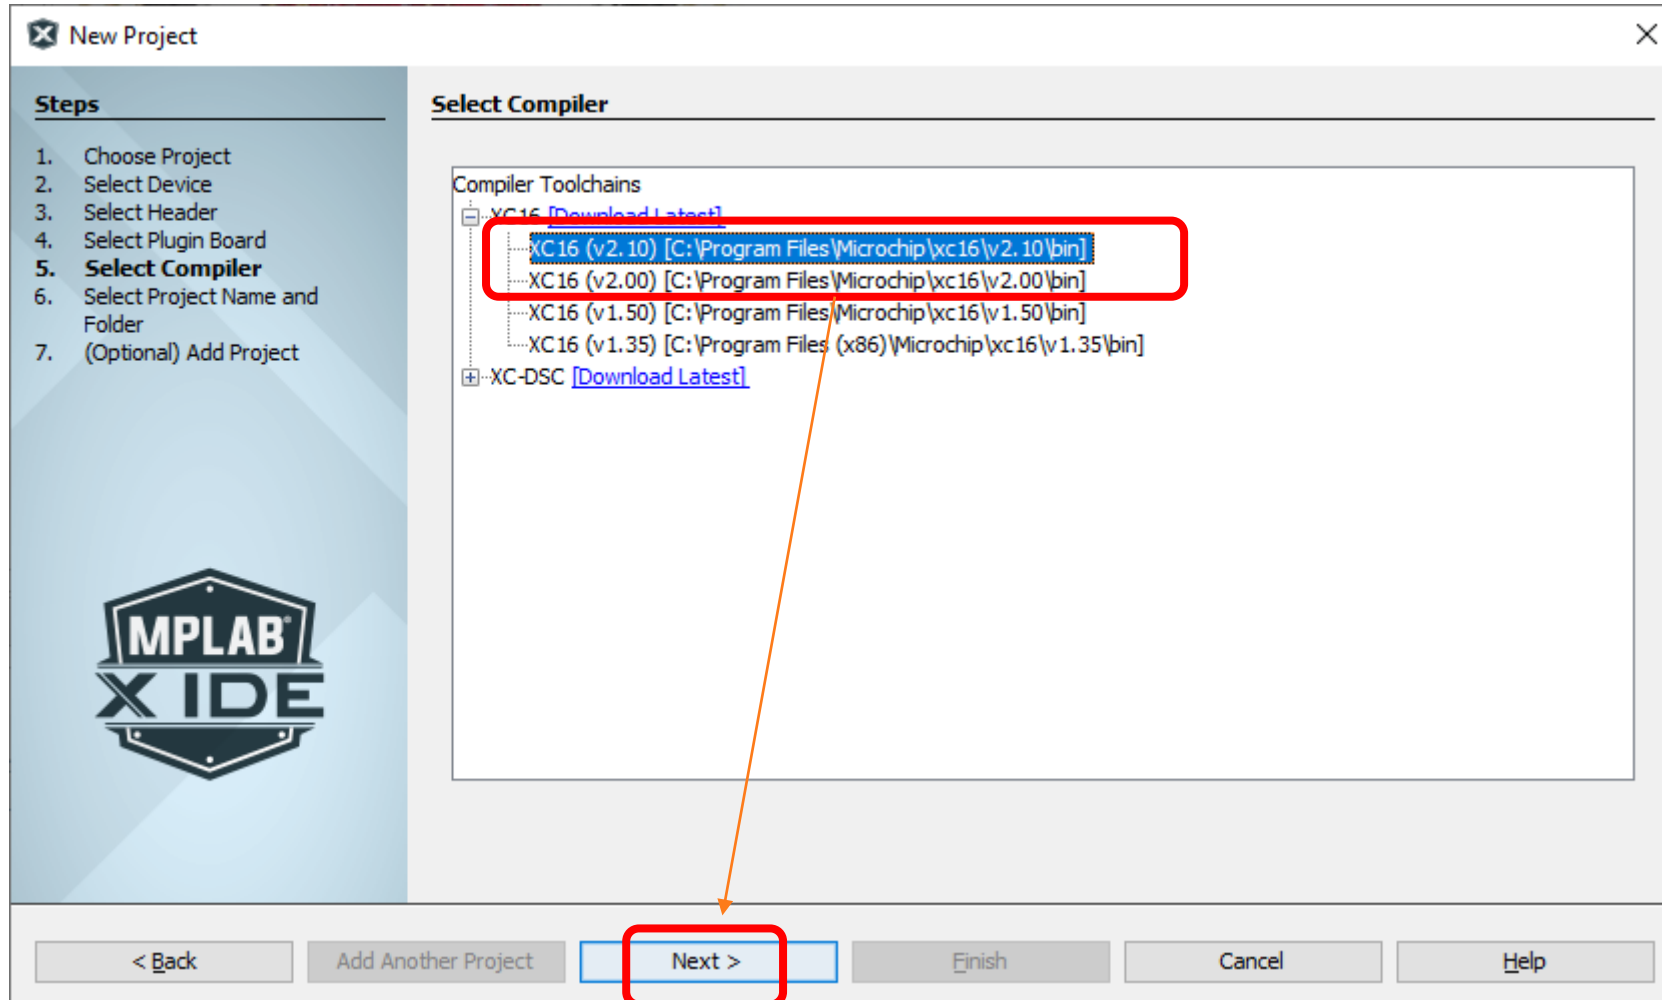 New Project
Steps
1. Choose Project
2. Select Device
3. Select Header
4. Select Plugin Board
5. Select Compiler
6. Select Project Name and
Folder
7. (Optional) Add Project
MPLAB®
X IDE
Select Compiler
Compiler Toolchains
XC16 [Download Latest]
XC16 (v2.10) [C:\Program Files\Microchip\xc16\v2.10\bin]
XC16 (v2.00) [C:\Program Files\Microchip\xc16\v2.00\bin]
XC16 (v1.50) [C:\Program Files\Microchip\xc16\v1.50\bin]
XC16 (v1.35) [C:\Program Files (x86)\Microchip\xc16\v1.35\bin]
XC-DSC [Download Latest]
< Back
Add Another Project
Next >
Finish
Cancel
Help